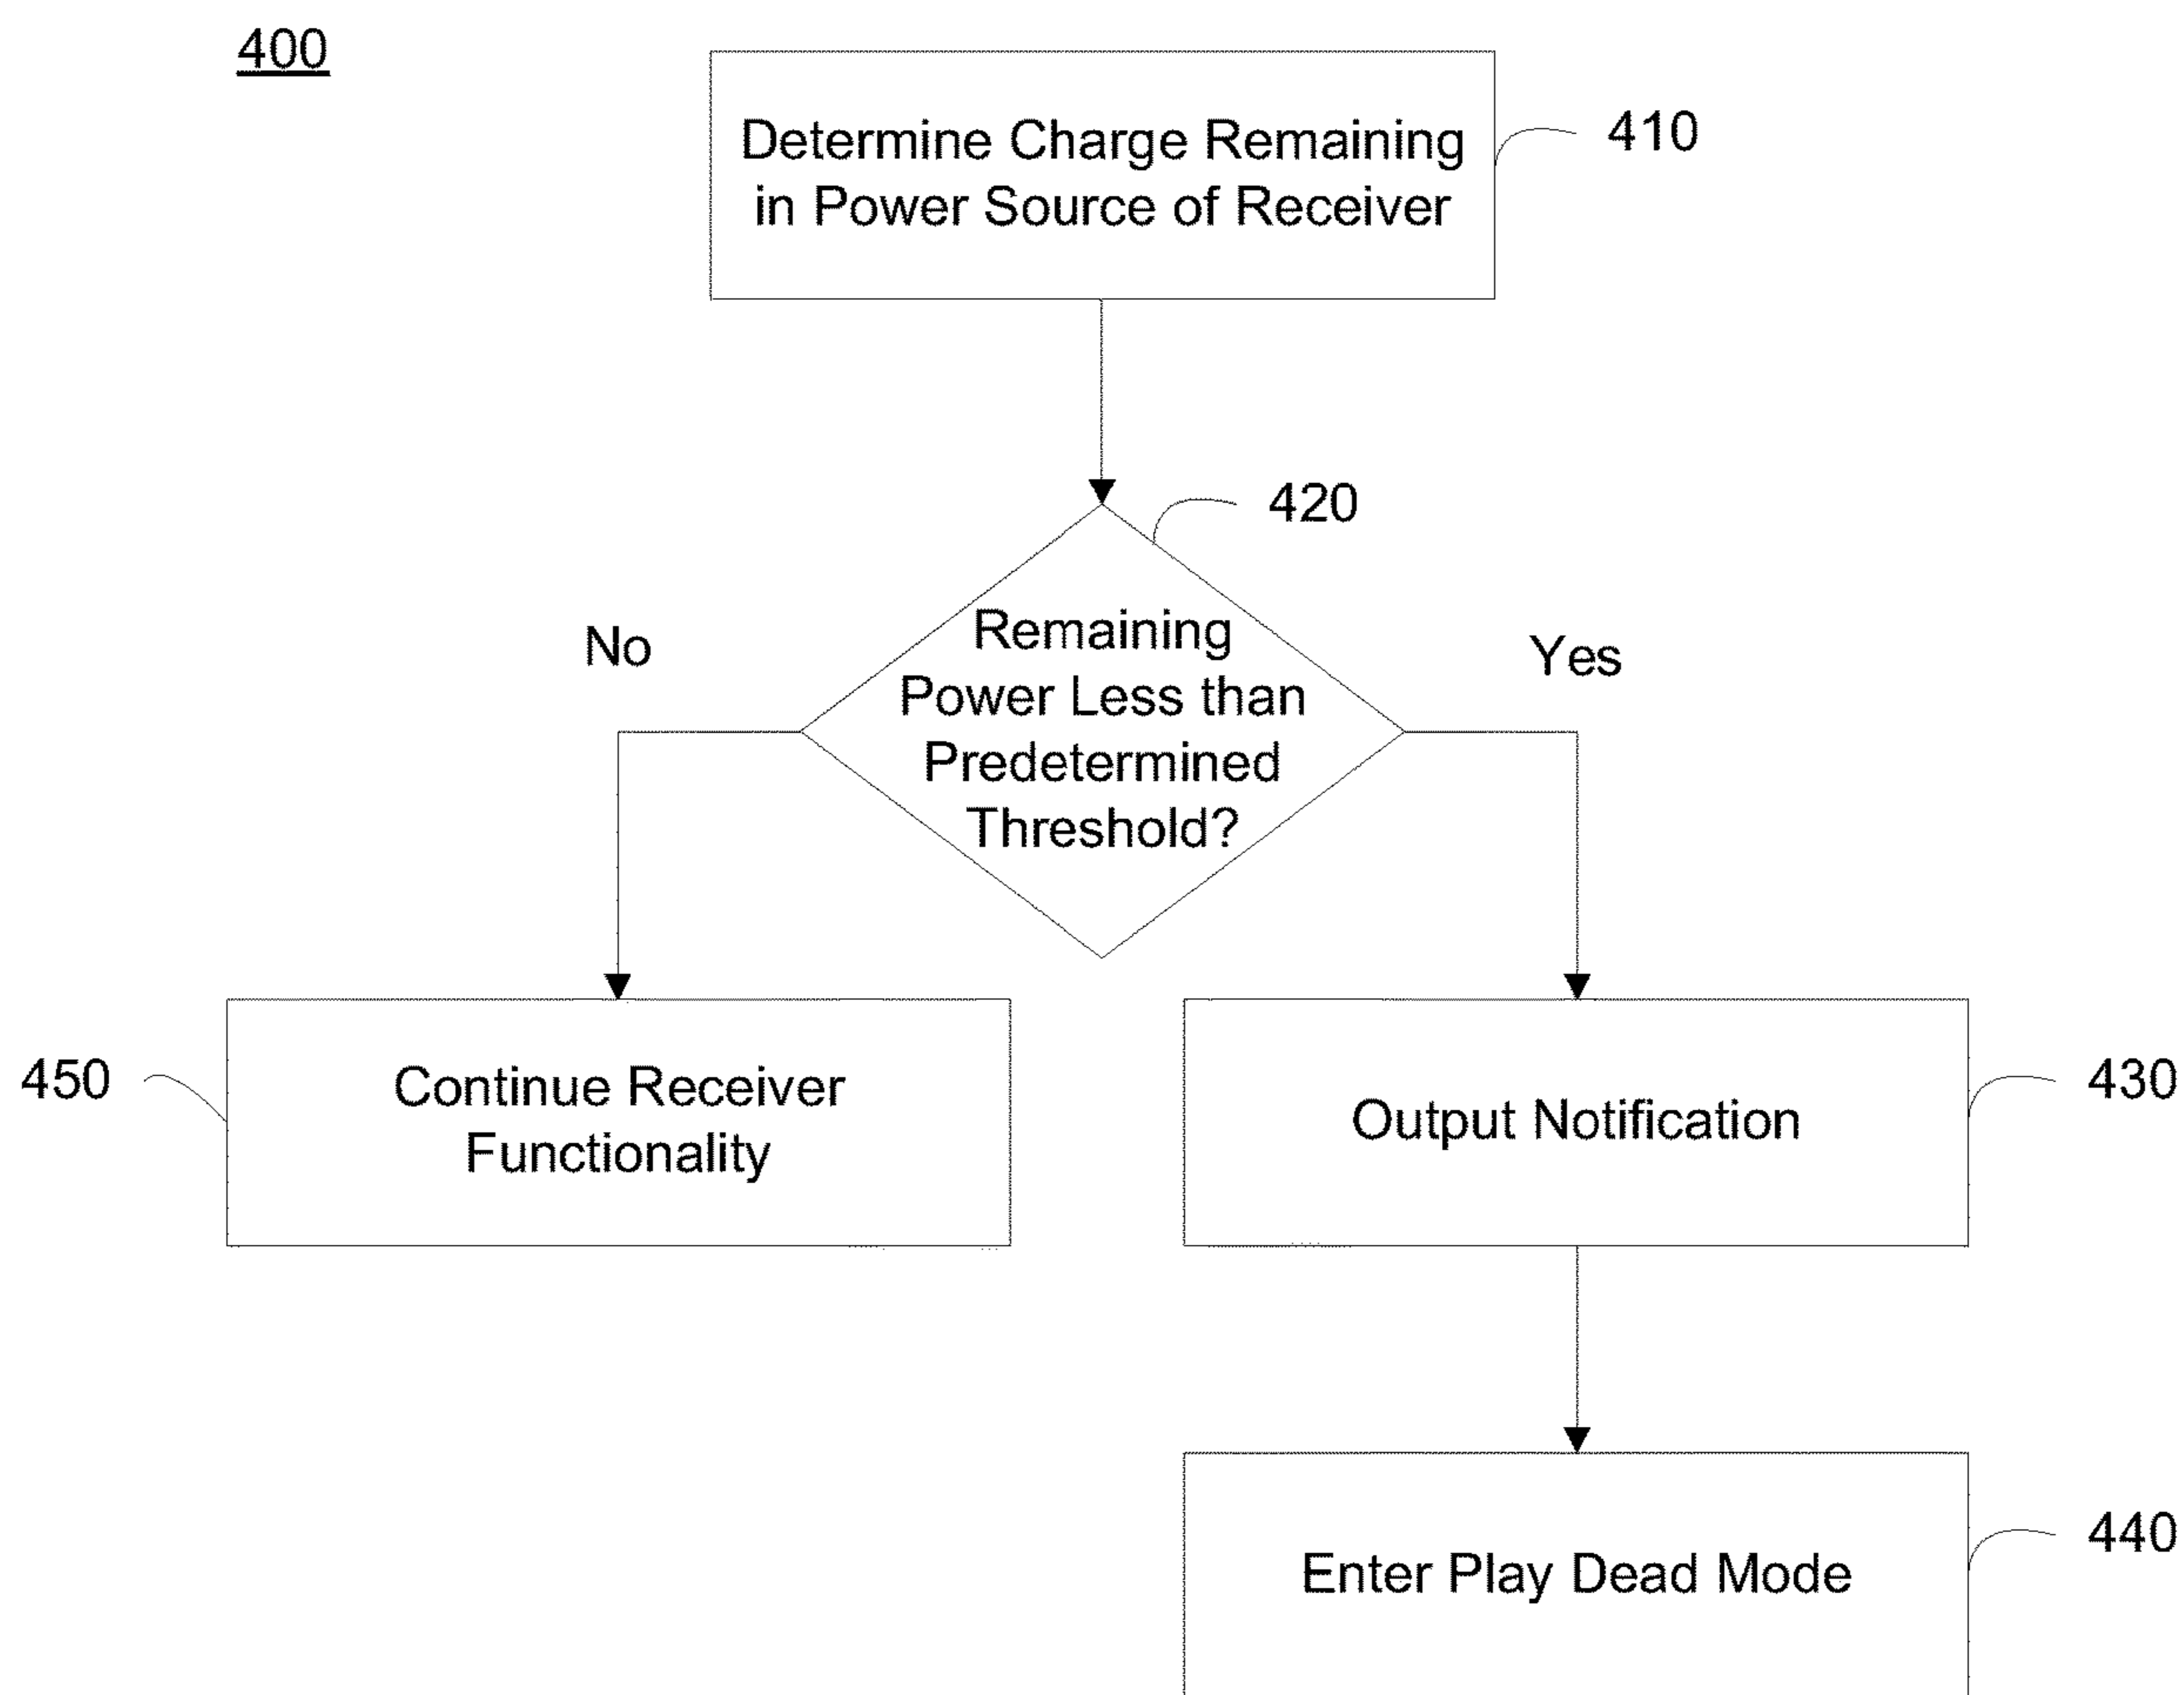 400
Determine Charge Remaining
in Power Source of Receiver
410
420
Remaining
Power Less than
Predetermined
Threshold?
No
Yes
450
Continue Receiver
Functionality
Output Notification
430
Enter Play Dead Mode
440